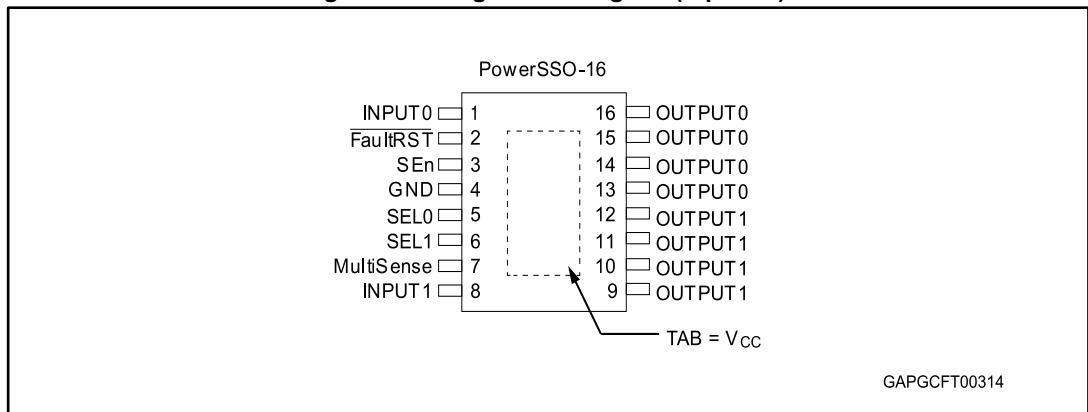 PowerSSO-16
INPUT0 1 16 OUTPUT0
FaultRST 2 15 OUTPUT0
SEn 3 14 OUTPUT0
GND 4 13 OUTPUT0
SEL0 5 12 OUTPUT1
SEL1 6 11 OUTPUT1
MultiSense 7 10 OUTPUT1
INPUT1 8 9 OUTPUT1
TAB = VCC
GAPGCFT00314